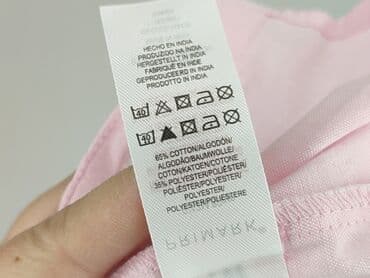 HECHO EN INDIA
PRODUZIDO NA INDIA
HERGESTELLT IN INDIEN
FABRIQUÉ EN INDE
GEPRODUCEERD IN INDIA
PRODOTTO IN INDIA
40
40
65% COTTON/ALGODÓN/
ALGODÃO/BAUMWOLLE/
COTON/KATOEN/COTONE
35% POLYESTER/POLIÉSTER/
POLIÉSTER/POLYESTER/
POLYESTER/POLYESTER/
POLYESTER/POLIESTERE
PRIMARK